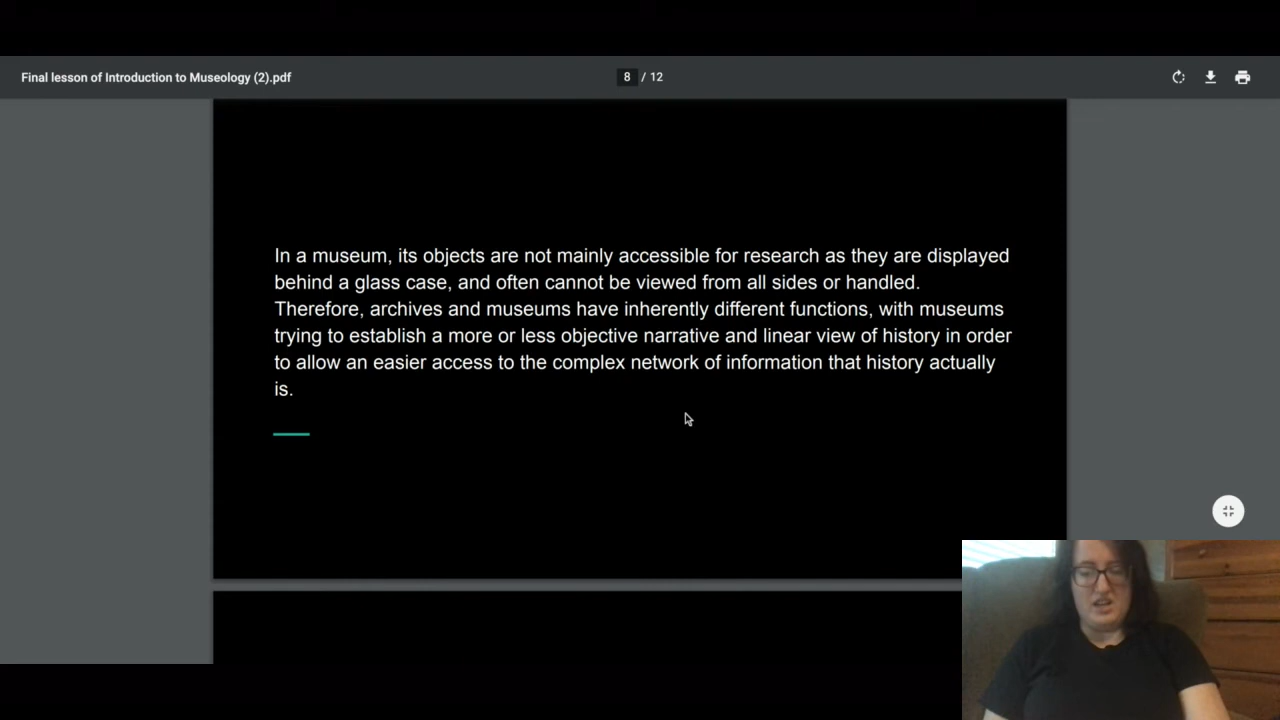 Final lesson of Introduction to Museology (2).pdf
8 / 12
In a museum, its objects are not mainly accessible for research as they are displayed
behind a glass case, and often cannot be viewed from all sides or handled.
Therefore, archives and museums have inherently different functions, with museums
trying to establish a more or less objective narrative and linear view of history in order
to allow an easier access to the complex network of information that history actually
is.